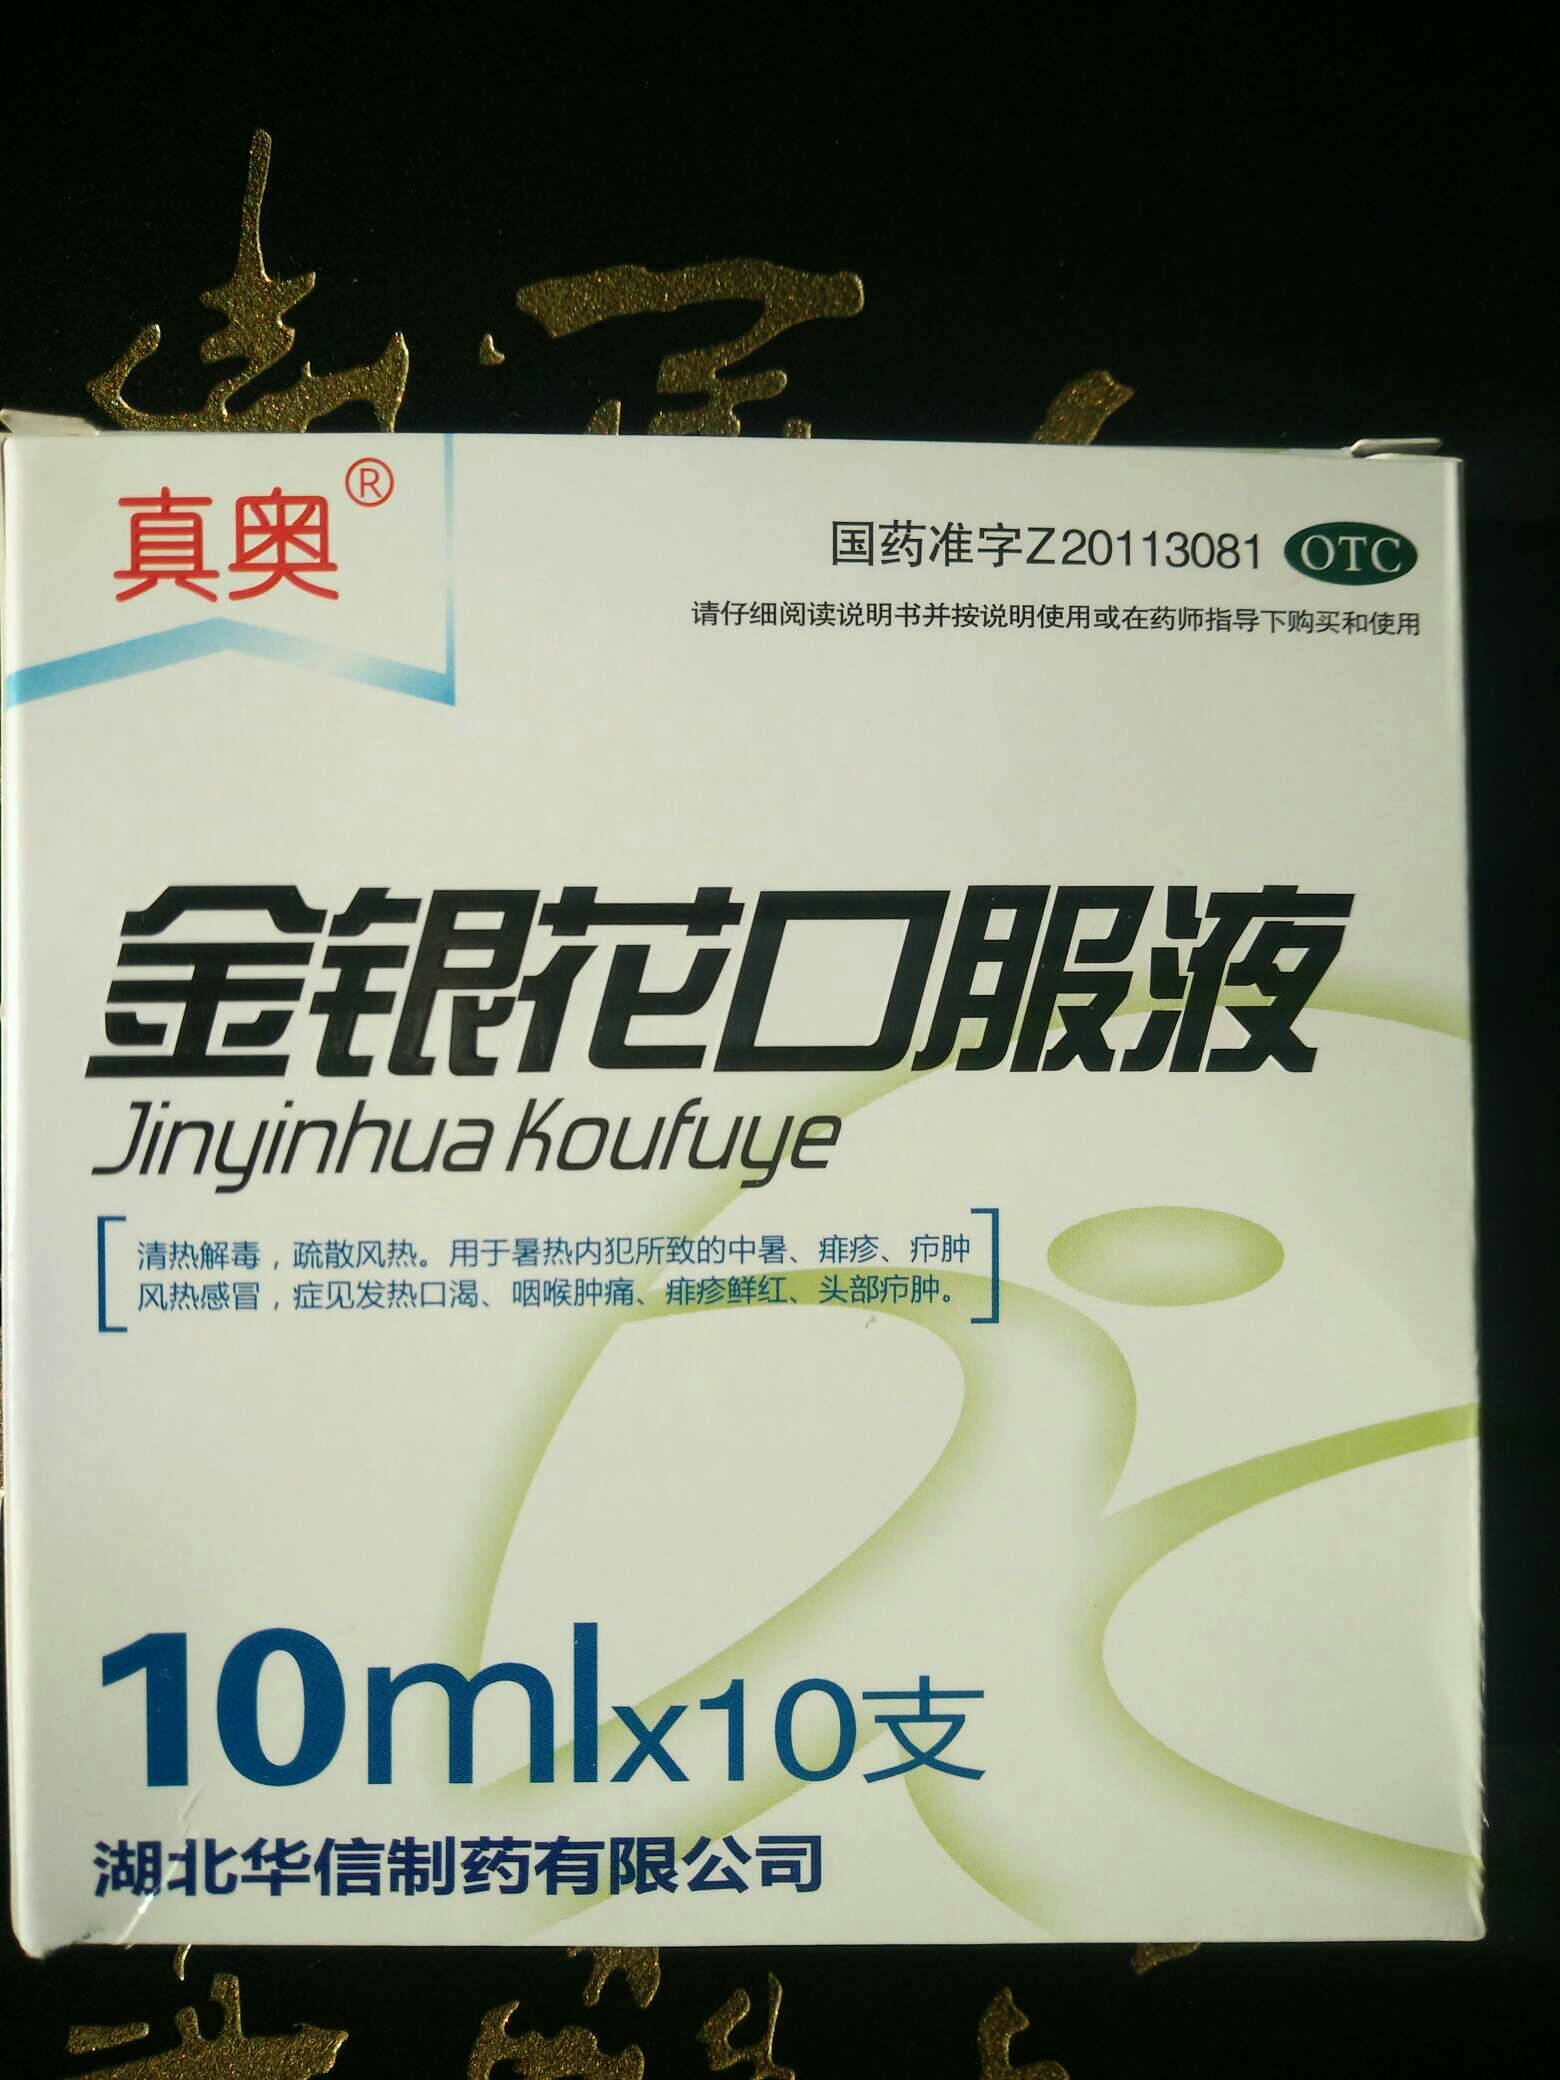 真奥®
国药准字Z20113081 OTC
请仔细阅读说明书并按说明使用或在药师指导下购买和使用
金银花口服液
Jinyinhua Koufuye
清热解毒，疏散风热。用于暑热内犯所致的中暑、痱疹、疖肿
风热感冒，症见发热口渴、咽喉肿痛、痱疹鲜红、头部疖肿。
10mlx10支
湖北华信制药有限公司